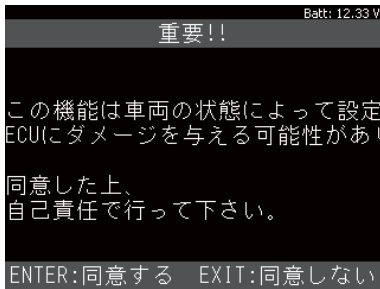 Batt: 12.33 V
重要!!
この機能は車両の状態によって設定
ECUにダメージを与える可能性があ
同意した上、
自己責任で行って下さい。
ENTER:同意する EXIT:同意しない